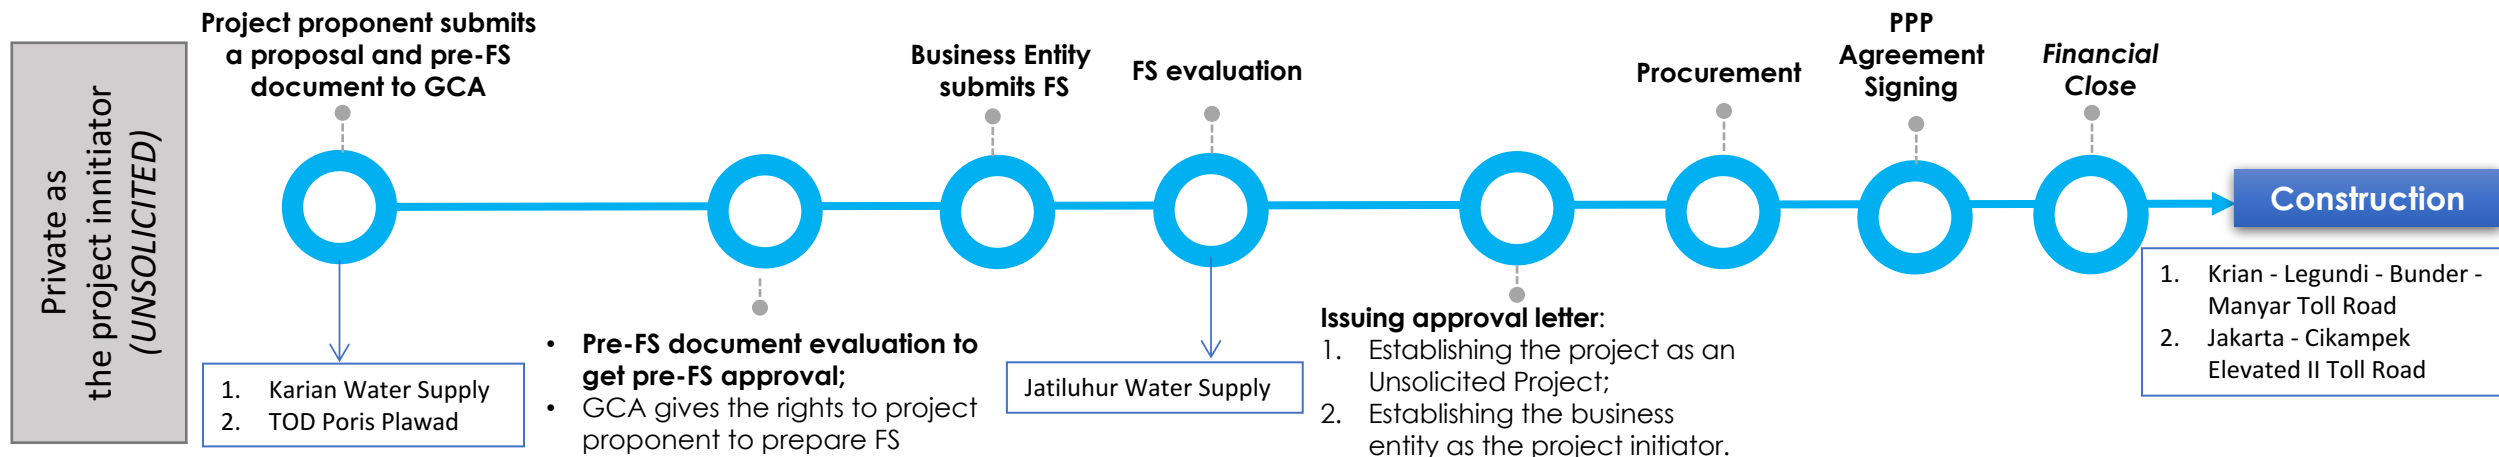 Private as
the project innitiator
(UNSOLICITED)
Project proponent submits
a proposal and pre-FS
document to GCA
1. Karian Water Supply
2. TOD Poris Plawad
• Pre-FS document evaluation to
get pre-FS approval;
• GCA gives the rights to project
proponent to prepare FS
Business Entity
submits FS
FS evaluation
Jatiluhur Water Supply
Issuing approval letter:
1. Establishing the project as an
Unsolicited Project;
2. Establishing the business
entity as the project initiator.
Procurement
PPP
Agreement
Signing
Financial
Close
Construction
1. Krian - Legundi - Bunder -
Manyar Toll Road
2. Jakarta - Cikampek
Elevated II Toll Road